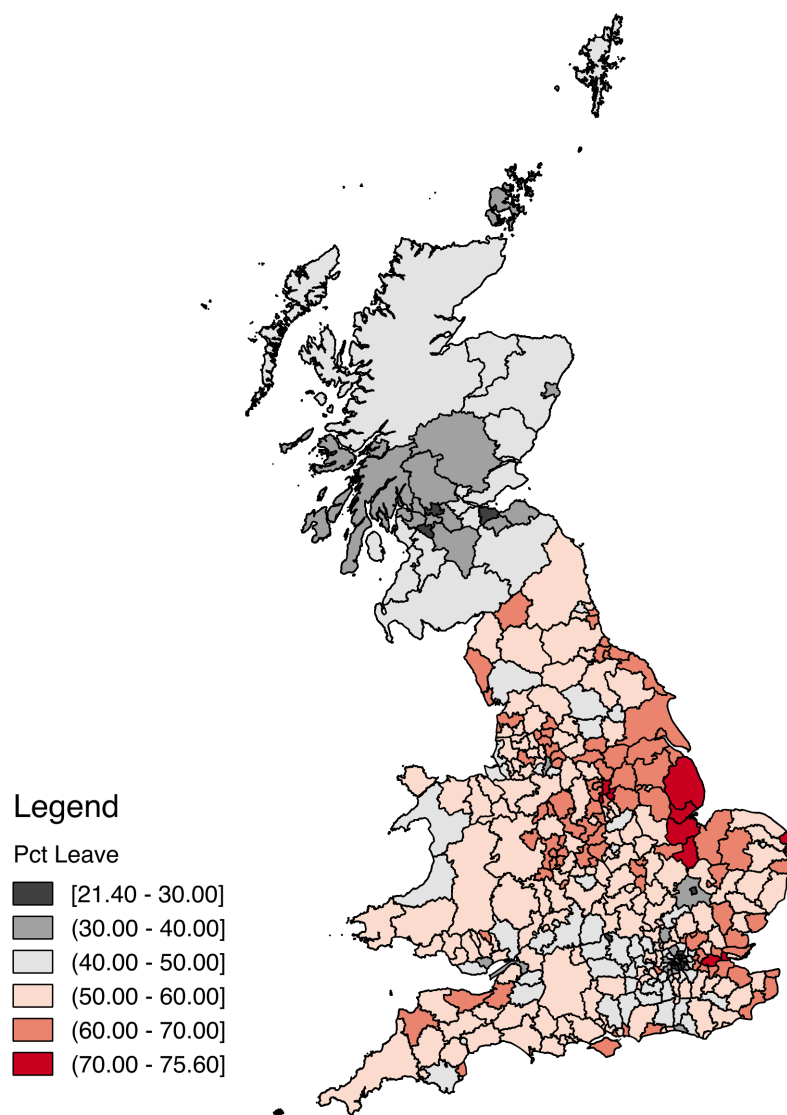 Legend
Pct Leave
[21.40 - 30.00]
(30.00 - 40.00]
(40.00 - 50.00]
(50.00 - 60.00]
(60.00 - 70.00]
(70.00 - 75.60]